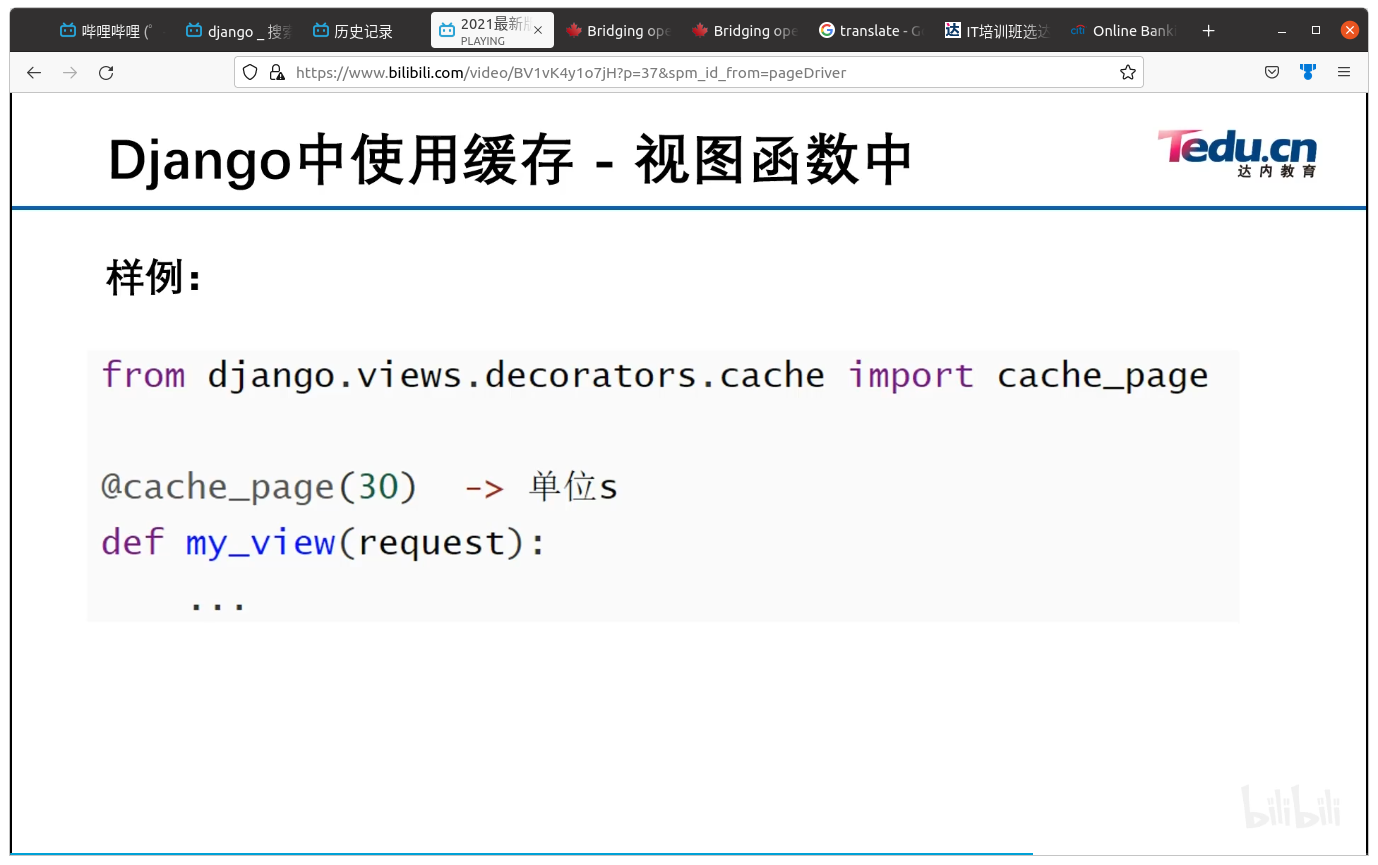 哔哩哔哩 (゜
django _ 搜索
历史记录
2021最新版
PLAYING
Bridging ope
Bridging ope
translate - G
IT培训班选达
Online Banki
https://www.bilibili.com/video/BV1vK4y1o7jH?p=37&spm_id_from=pageDriver
Django中使用缓存 - 视图函数中
Tedu.cn
达内教育
样例：
from django.views.decorators.cache import cache_page
@cache_page(30) -> 单位s
def my_view(request):
...
bilibili